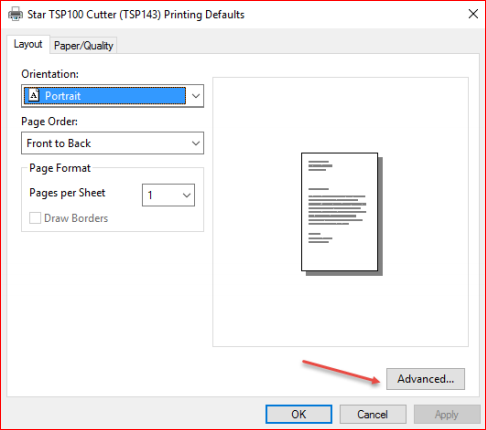 Star TSP100 Cutter (TSP143) Printing Defaults
Layout
Paper/Quality
Orientation:
A Portrait
Page Order:
Front to Back
Page Format
Pages per Sheet 1
Draw Borders
Advanced...
OK Cancel Apply